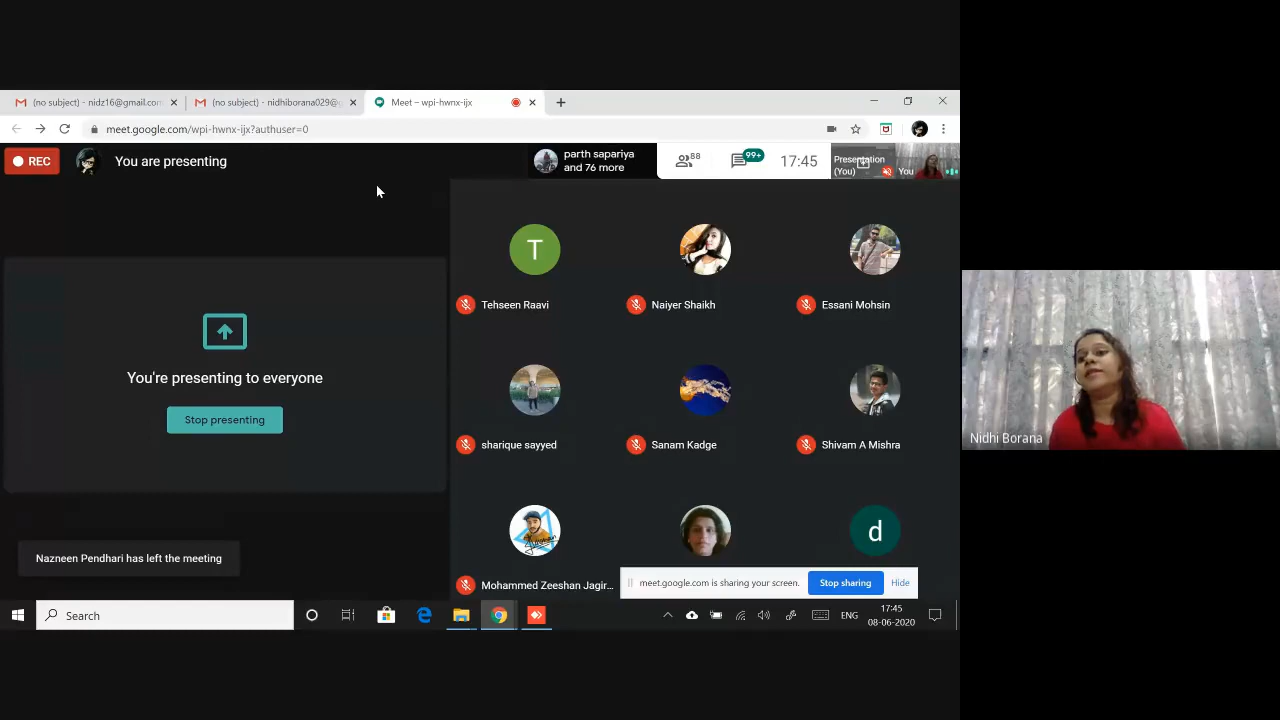 (no subject) - nidz16@gmail.com
(no subject) - nidhiborana029@g
Meet – wpi-hwnx-ijx
meet.google.com/wpi-hwnx-ijx?authuser=0
REC
You are presenting
parth sapariya
and 76 more
88
99+
17:45
Presentation
(You)
You
T
Tehseen Raavi
Naiyer Shaikh
Essani Mohsin
You're presenting to everyone
Stop presenting
sharique sayyed
Sanam Kadge
Shivam A Mishra
Nidhi Borana
d
Nazneen Pendhari has left the meeting
Mohammed Zeeshan Jagir...
meet.google.com is sharing your screen.
Stop sharing
Hide
Search
ENG
17:45
08-06-2020